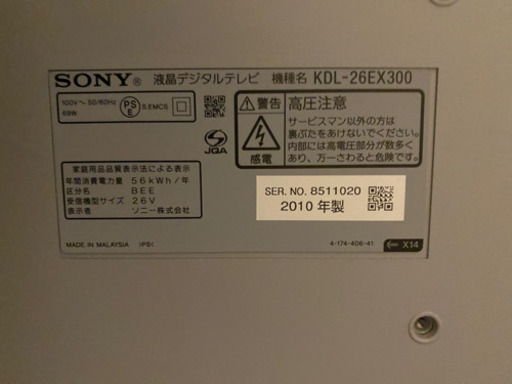 SONY® 液晶デジタルテレビ 機種名 KDL-26EX300
100V～ 50/60Hz
69W
PS
E
S.EMCS
JQA
警告 高圧注意
サービスマン以外の方は
裏ぶたをあけないでください。
内部には高電圧部分が数多く
あり、万一さわると危険です。
感電
家庭用品品質表示法による表示
年間消費電力量 56kWh/年
区分名 BEE
受信機型サイズ 26V
表示者 ソニー株式会社
SER. NO. 8511020
2010 年製
MADE IN MALAYSIA >PS<
4-174-406-41
X14